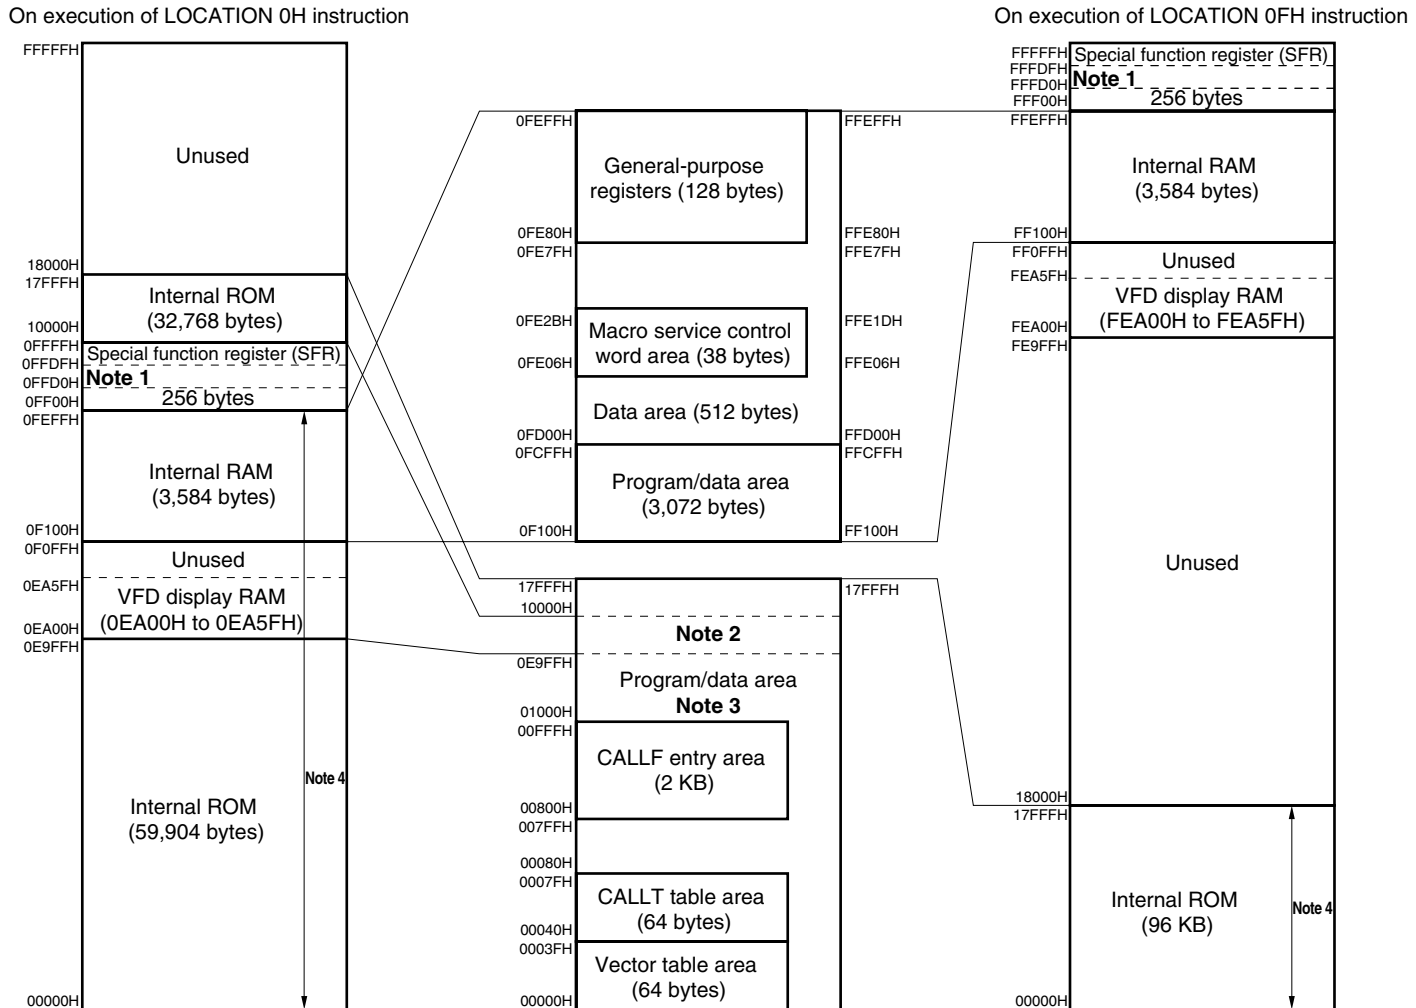 On execution of LOCATION 0H instruction
On execution of LOCATION 0FH instruction
FFFFFH
Unused
18000H
17FFFH
Internal ROM
(32,768 bytes)
10000H
0FFFFH
Special function register (SFR)
0FFDFH
Note 1
0FFD0H
256 bytes
0FF00H
0FEFFH
Internal RAM
(3,584 bytes)
0F100H
0F0FFH
Unused
0EA5FH
VFD display RAM
(0EA00H to 0EA5FH)
0EA00H
0E9FFH
Note 4
Internal ROM
(59,904 bytes)
00000H
0FEFFH
FFEFFH
General-purpose
registers (128 bytes)
0FE80H
FFE80H
0FE7FH
FFE7FH
0FE2BH
FFE1DH
Macro service control
word area (38 bytes)
0FE06H
FFE06H
Data area (512 bytes)
0FD00H
FFD00H
0FCFFH
FFCFFH
Program/data area
(3,072 bytes)
0F100H
FF100H
17FFFH
17FFFH
10000H
Note 2
0E9FFH
Program/data area
Note 3
01000H
00FFFH
CALLF entry area
(2 KB)
00800H
007FFH
00080H
0007FH
CALLT table area
(64 bytes)
00040H
0003FH
Vector table area
(64 bytes)
00000H
FFFFFH
Special function register (SFR)
FFFDFH
Note 1
FFFD0H
256 bytes
FFF00H
FFEFFH
Internal RAM
(3,584 bytes)
FF100H
FF0FFH
Unused
FEA5FH
VFD display RAM
(FEA00H to FEA5FH)
FEA00H
FE9FFH
Unused
18000H
17FFFH
Internal ROM
(96 KB)
Note 4
00000H